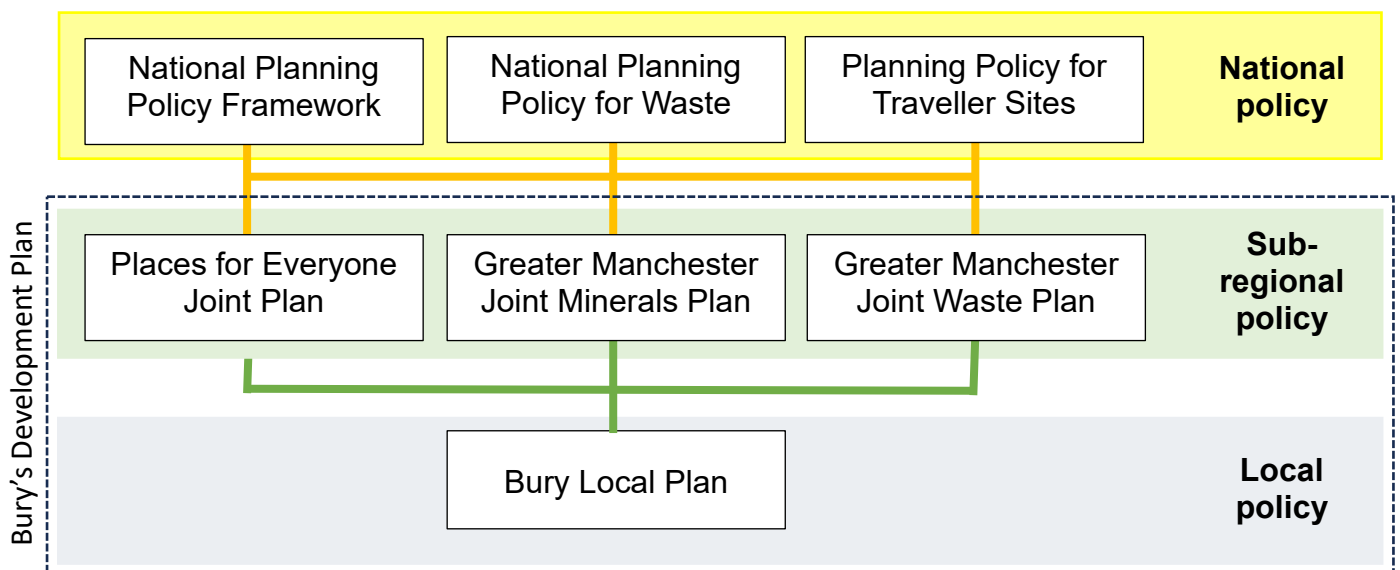 National Planning
Policy Framework
National Planning
Policy for Waste
Planning Policy for
Traveller Sites
National
policy
Bury's Development Plan
Places for Everyone
Joint Plan
Greater Manchester
Joint Minerals Plan
Greater Manchester
Joint Waste Plan
Sub-
regional
policy
Bury Local Plan
Local
policy